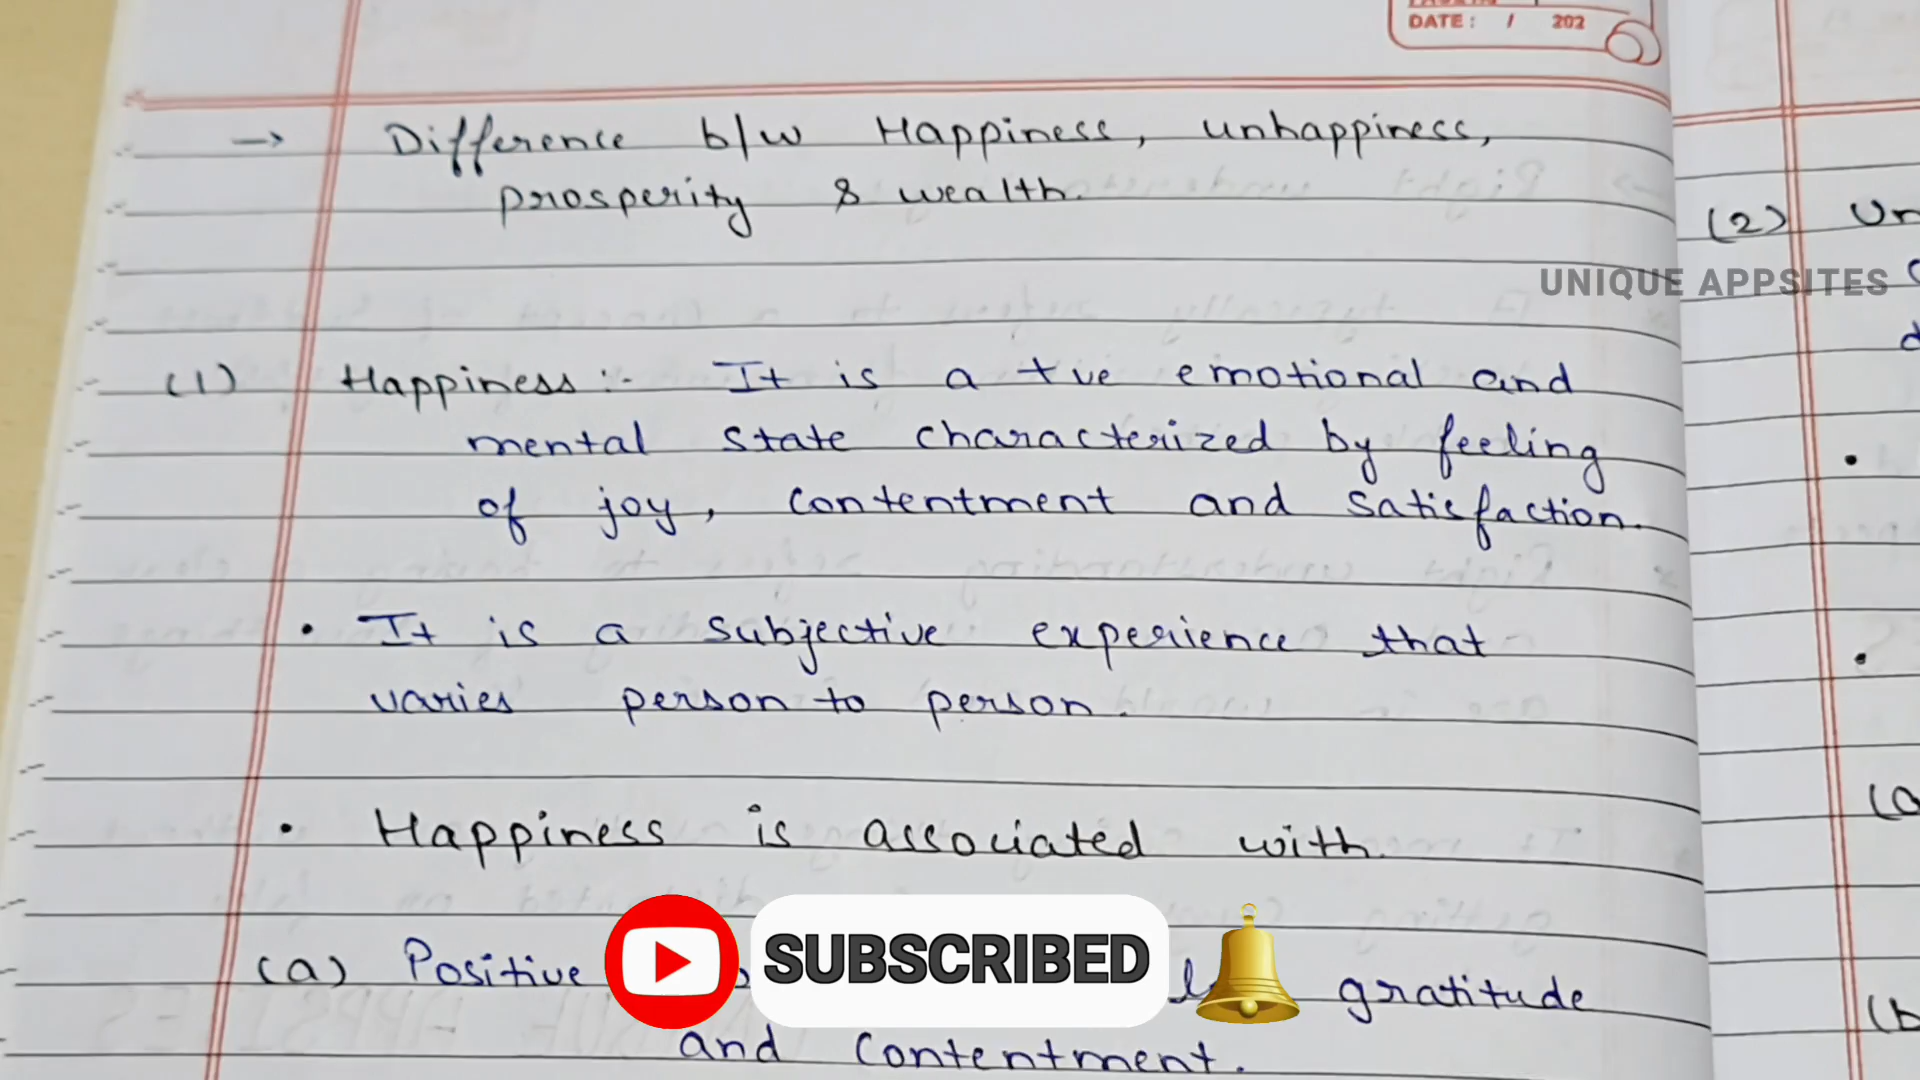 DATE: / 202
→ Difference b/w Happiness, unhappiness,
prosperity & wealth.
(1) Happiness :- It is a +ve emotional and
mental state characterized by feeling
of joy, contentment and satisfaction.
• It is a subjective experience that
varies person to person.
• Happiness is associated with.
(a) Positive gratitude
and contentment.
SUBSCRIBED
UNIQUE APPSITES
(2) Un
•
•
(a
(b